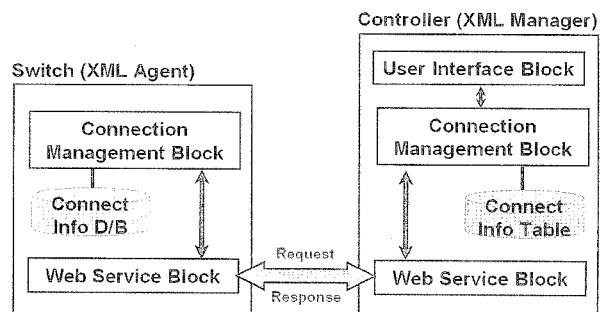 Controller (XML Manager)
Switch (XML Agent)
User Interface Block
Connection
Management Block
Connection
Management Block
Connect
Info D/B
Connect
Info Table
Request
Web Service Block
Web Service Block
Response